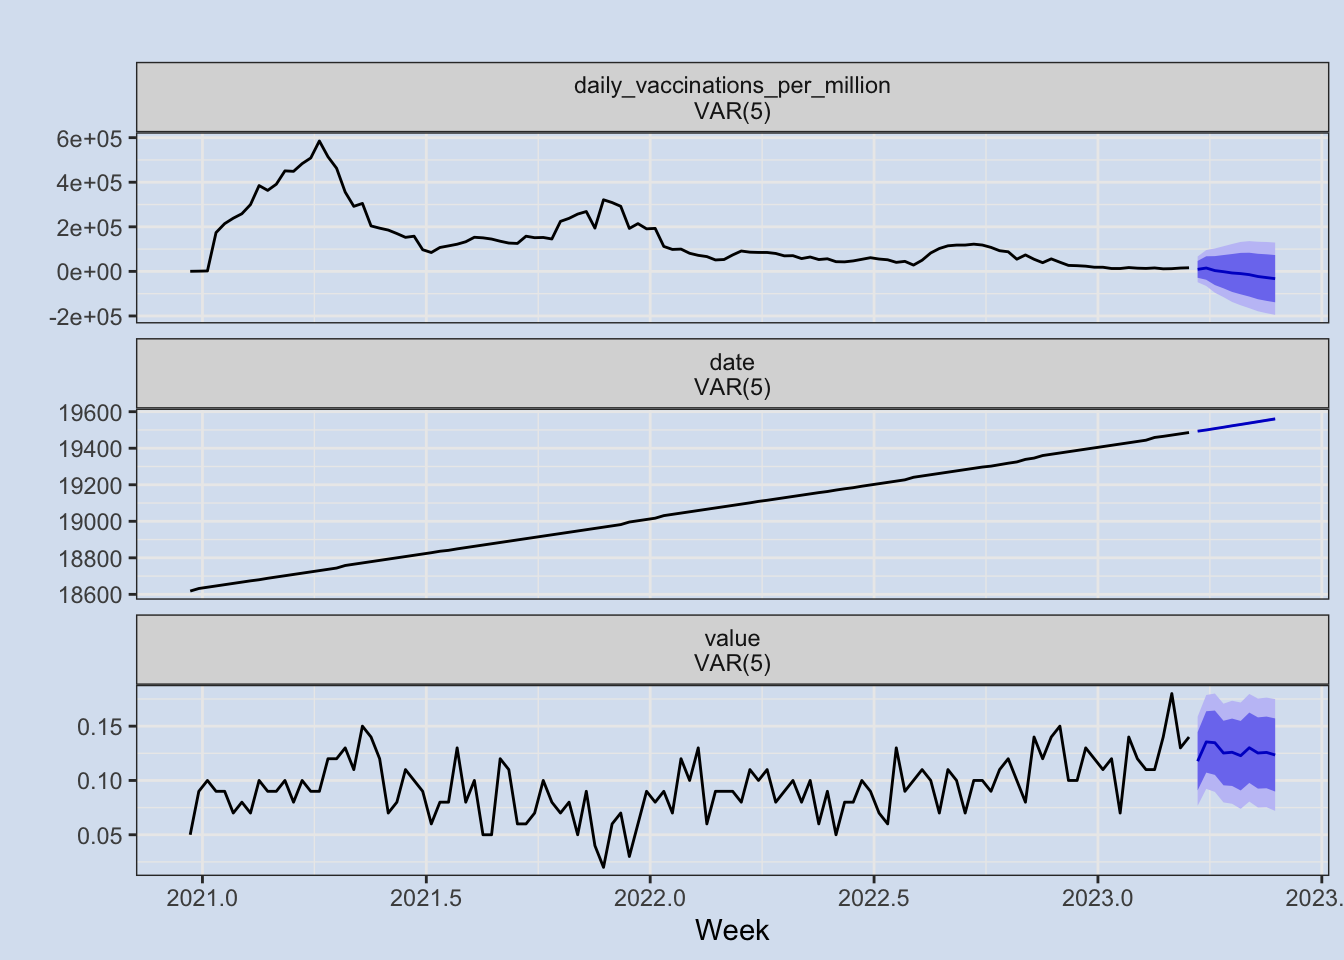 daily_vaccinations_per_million
VAR(5)
6e+05
4e+05
2e+05
0e+00
-2e+05
date
VAR(5)
19600
19400
19200
19000
18800
18600
value
VAR(5)
0.15
0.10
0.05
2021.0 2021.5 2022.0 2022.5 2023.0 2023.
Week